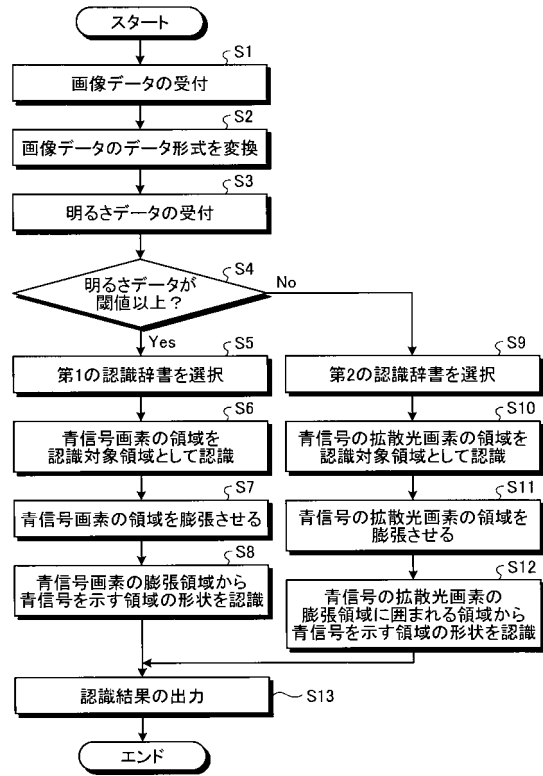 スタート
S1
画像データの受付
S2
画像データのデータ形式を変換
S3
明るさデータの受付
S4
明るさデータが
閾値以上?
No
Yes
S5
第1の認識辞書を選択
S6
青信号画素の領域を
認識対象領域として認識
S7
青信号画素の領域を膨張させる
S8
青信号画素の膨張領域から
青信号を示す領域の形状を認識
S9
第2の認識辞書を選択
S10
青信号の拡散光画素の領域を
認識対象領域として認識
S11
青信号の拡散光画素の領域を
膨張させる
S12
青信号の拡散光画素の
膨張領域に囲まれる領域から
青信号を示す領域の形状を認識
認識結果の出力
S13
エンド